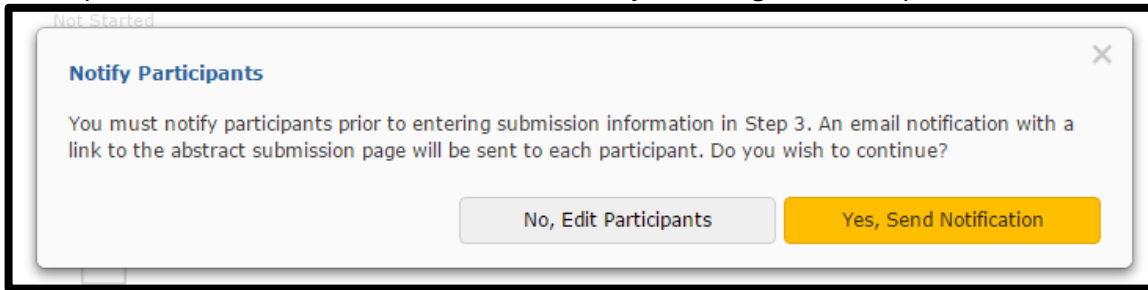 Not Started
Notify Participants
You must notify participants prior to entering submission information in Step 3. An email notification with a
link to the abstract submission page will be sent to each participant. Do you wish to continue?
No, Edit Participants Yes, Send Notification